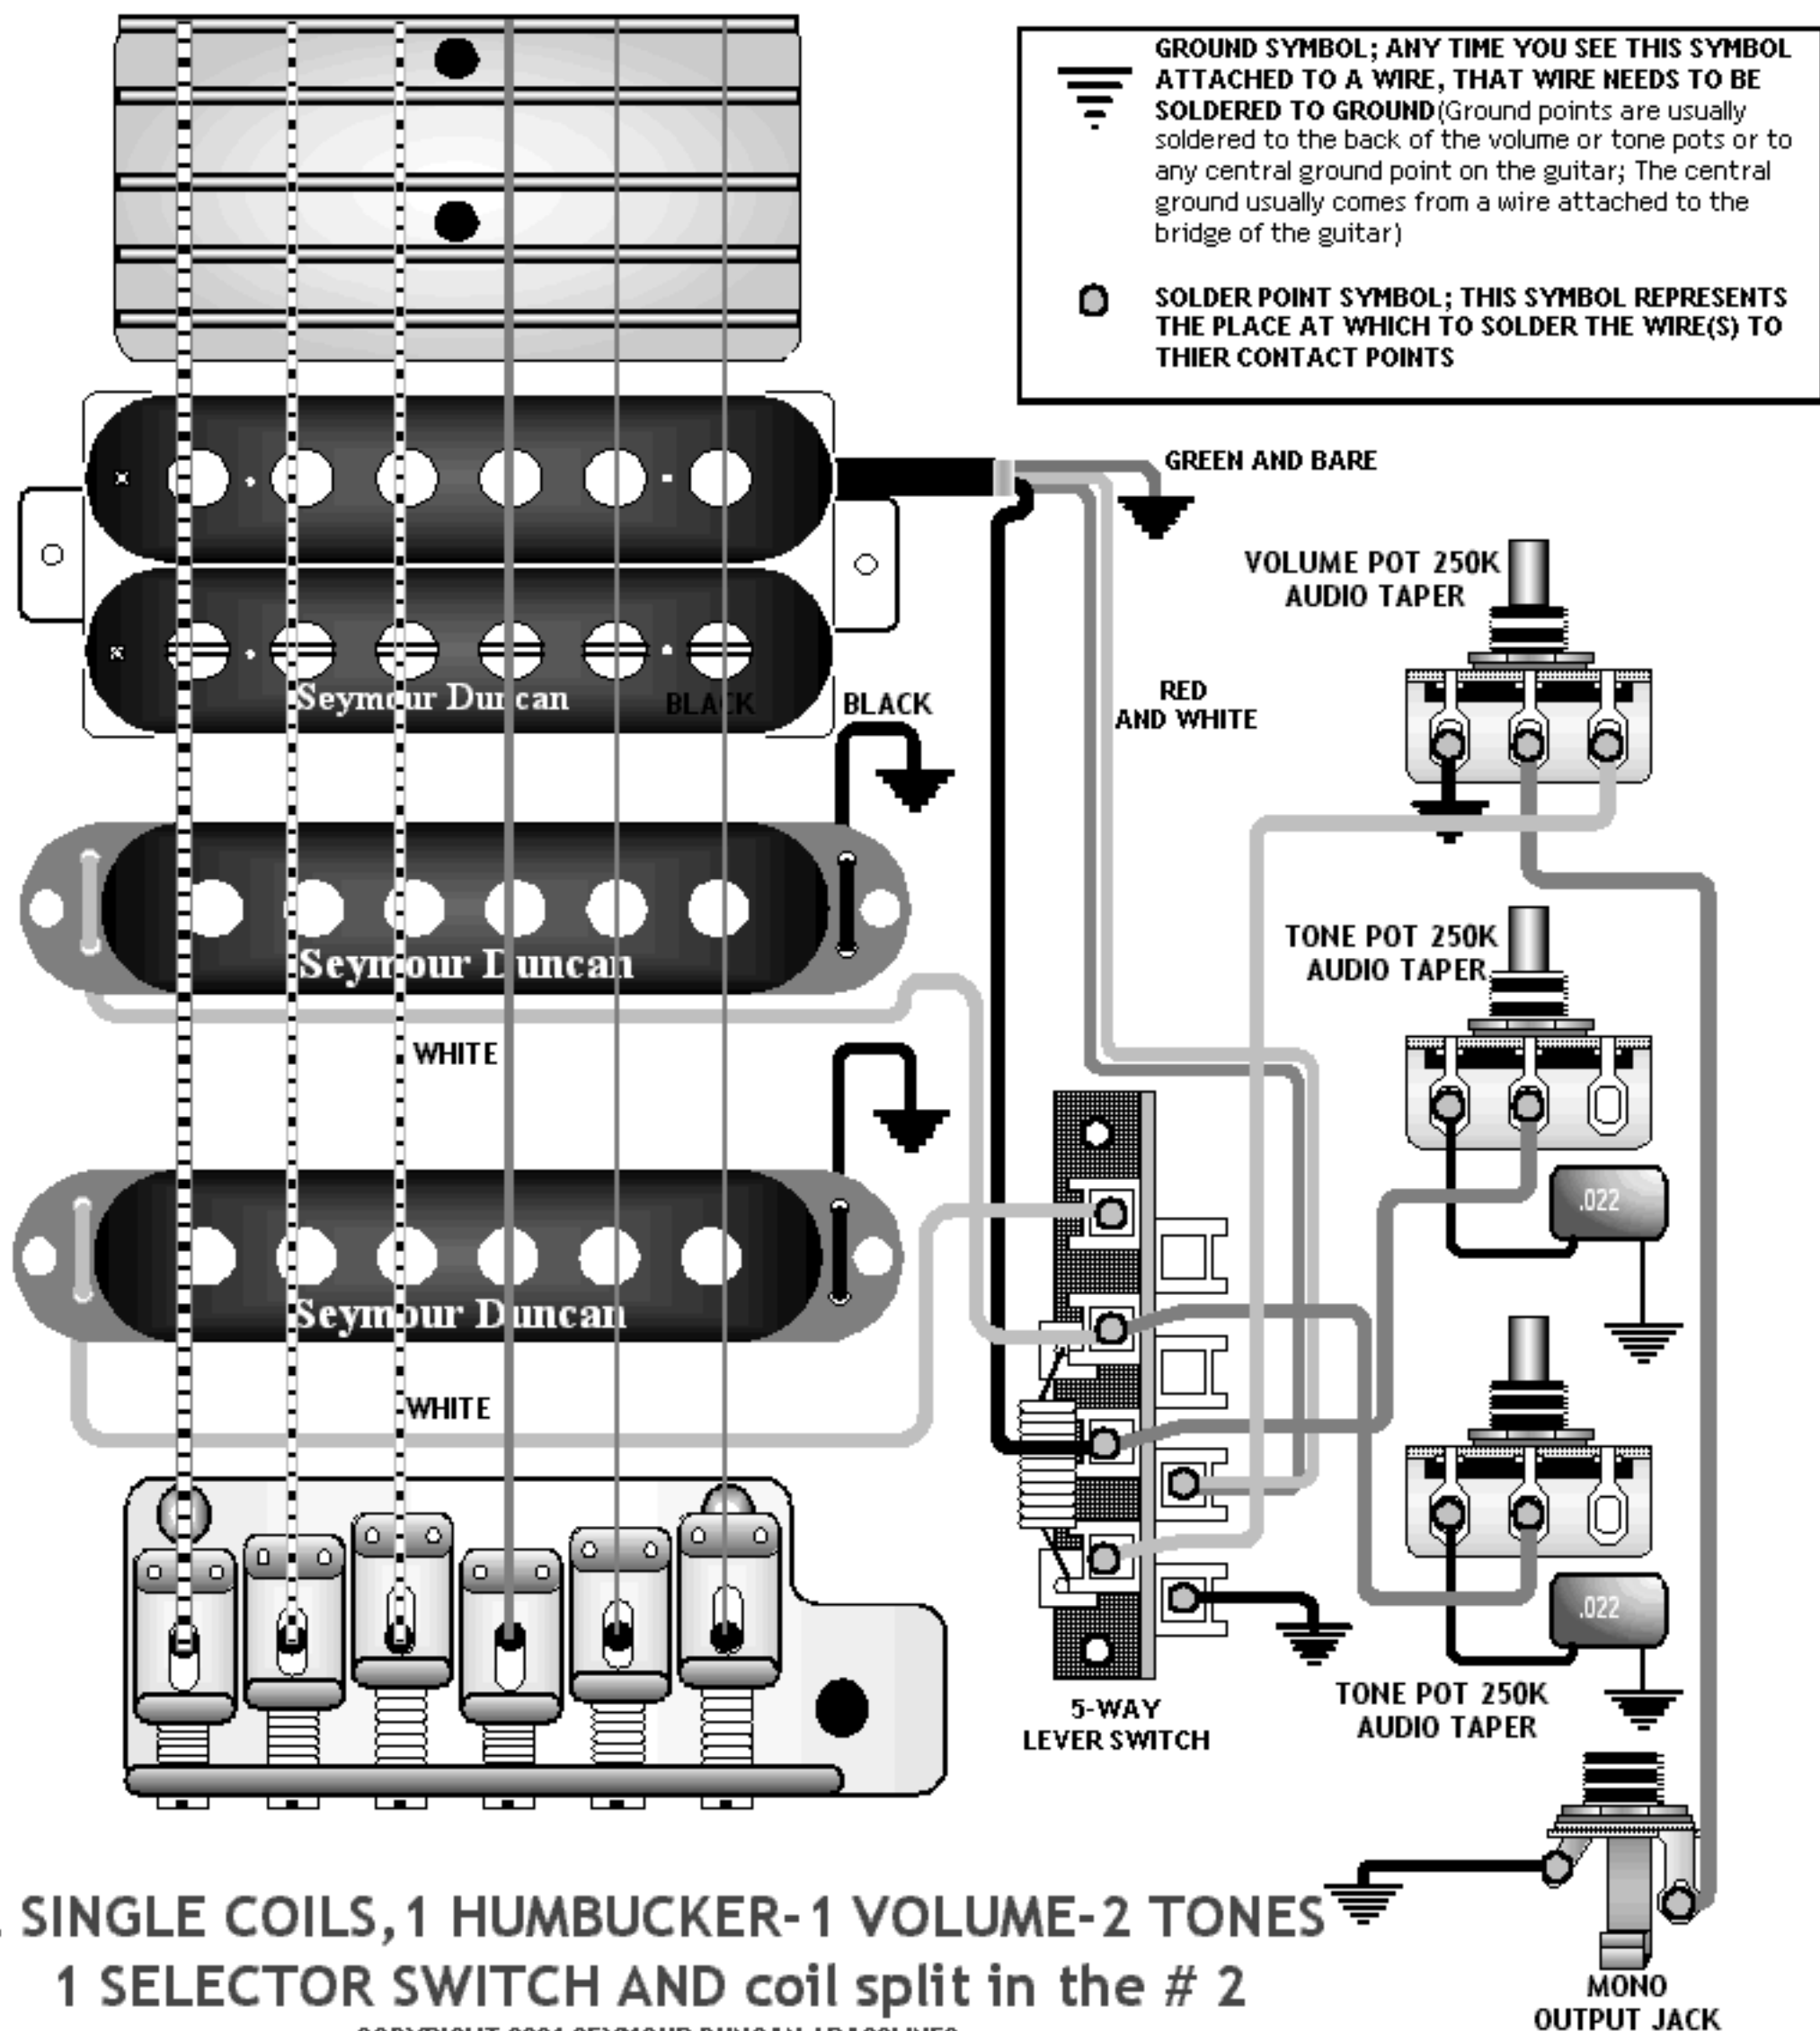 GROUND SYMBOL; ANY TIME YOU SEE THIS SYMBOL
ATTACHED TO A WIRE, THAT WIRE NEEDS TO BE
SOLDERED TO GROUND(Ground points are usually
soldered to the back of the volume or tone pots or to
any central ground point on the guitar; The central
ground usually comes from a wire attached to the
bridge of the guitar)
SOLDER POINT SYMBOL; THIS SYMBOL REPRESENTS
THE PLACE AT WHICH TO SOLDER THE WIRE(S) TO
THIER CONTACT POINTS
GREEN AND BARE
VOLUME POT 250K
AUDIO TAPER
Seymour Duncan
BLACK
BLACK
RED
AND WHITE
Seymour Duncan
TONE POT 250K
AUDIO TAPER
WHITE
.022
Seymour Duncan
WHITE
.022
5-WAY
LEVER SWITCH
TONE POT 250K
AUDIO TAPER
SINGLE COILS,1 HUMBUCKER-1 VOLUME-2 TONES
1 SELECTOR SWITCH AND coil split in the # 2
MONO
OUTPUT JACK